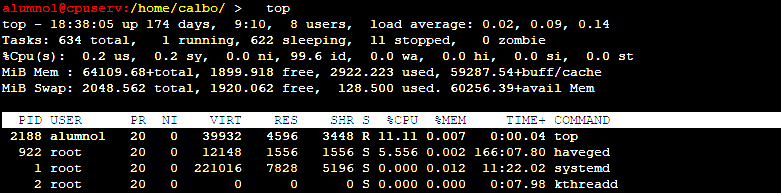 alumno1@cpuserv:/home/calbo/ > top
top - 18:38:05 up 174 days, 9:10, 8 users, load average: 0.02, 0.09, 0.14
Tasks: 634 total, 1 running, 622 sleeping, 11 stopped, 0 zombie
%Cpu(s): 0.2 us, 0.2 sy, 0.0 ni, 99.6 id, 0.0 wa, 0.0 hi, 0.0 si, 0.0 st
MiB Mem : 64109.68+total, 1899.918 free, 2922.223 used, 59287.54+buff/cache
MiB Swap: 2048.562 total, 1920.062 free, 128.500 used. 60256.39+avail Mem
PID USER PR NI VIRT RES SHR S %CPU %MEM TIME+ COMMAND
2188 alumno1 20 0 39932 4596 3448 R 11.11 0.007 0:00.04 top
922 root 20 0 12148 1556 1556 S 5.556 0.002 166:07.80 haveged
1 root 20 0 221016 7828 5196 S 0.000 0.012 11:22.02 systemd
2 root 20 0 0 0 0 S 0.000 0.000 0:07.98 kthreadd